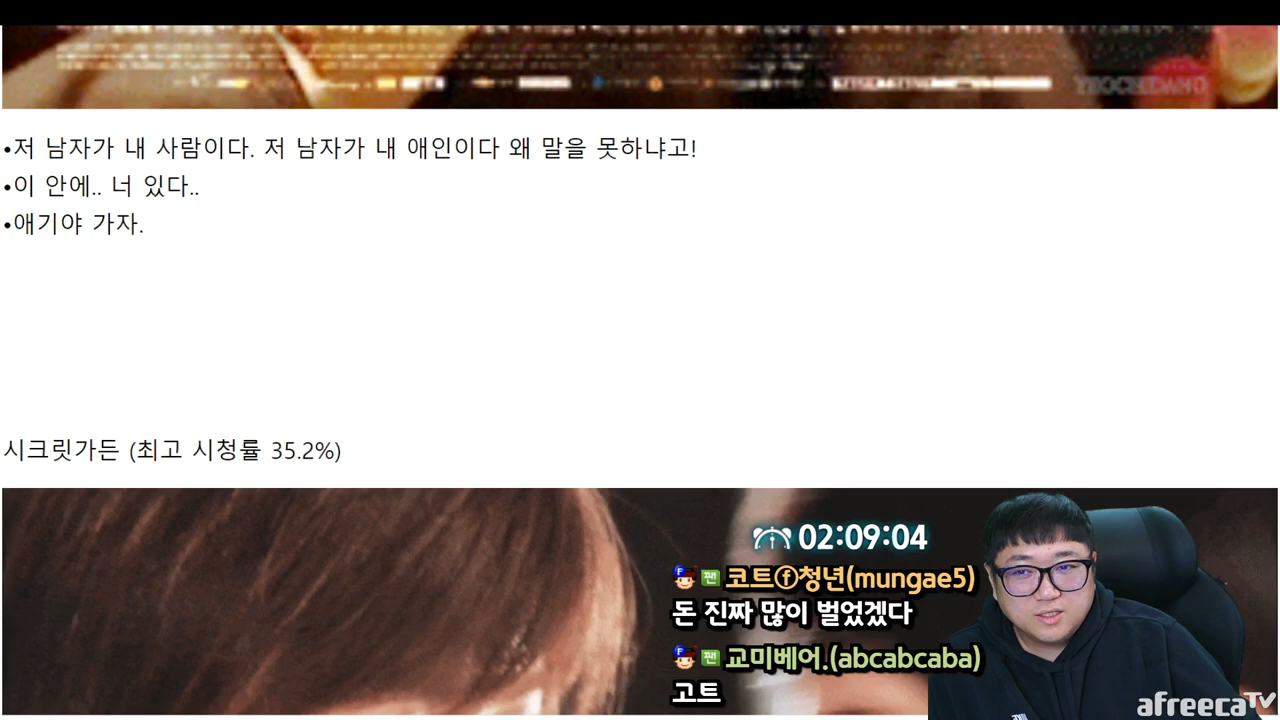 •저 남자가 내 사람이다. 저 남자가 내 애인이다 왜 말을 못하냐고!
•이 안에.. 너 있다..
•애기야 가자.
시크릿가든 (최고 시청률 35.2%)
02:09:04
F 팬 코트ⓕ청년(mungae5)
돈 진짜 많이 벌었겠다
F 팬 교미베어.(abcabcaba)
고트
afreecaTV